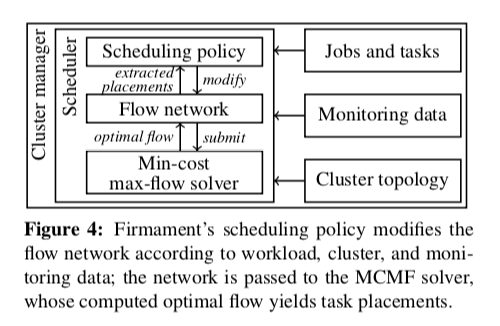 Cluster manager
Scheduler
Scheduling policy
Jobs and tasks
extracted
placements
modify
Flow network
Monitoring data
optimal flow
submit
Min-cost
max-flow solver
Cluster topology
Figure 4: Firmament's scheduling policy modifies the
flow network according to workload, cluster, and moni-
toring data; the network is passed to the MCMF solver,
whose computed optimal flow yields task placements.